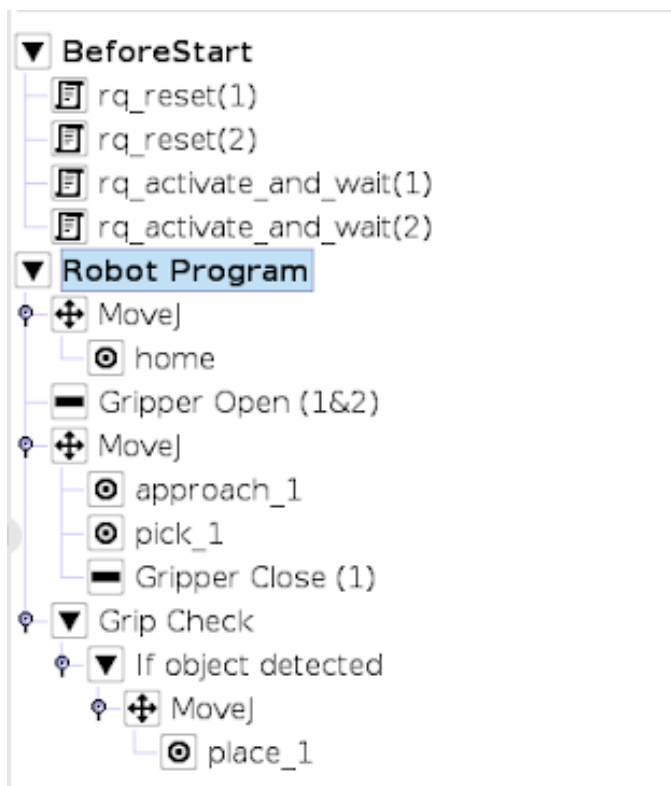 BeforeStart
rq_reset(1)
rq_reset(2)
rq_activate_and_wait(1)
rq_activate_and_wait(2)
Robot Program
MoveJ
home
Gripper Open (1&2)
MoveJ
approach_1
pick_1
Gripper Close (1)
Grip Check
If object detected
MoveJ
place_1